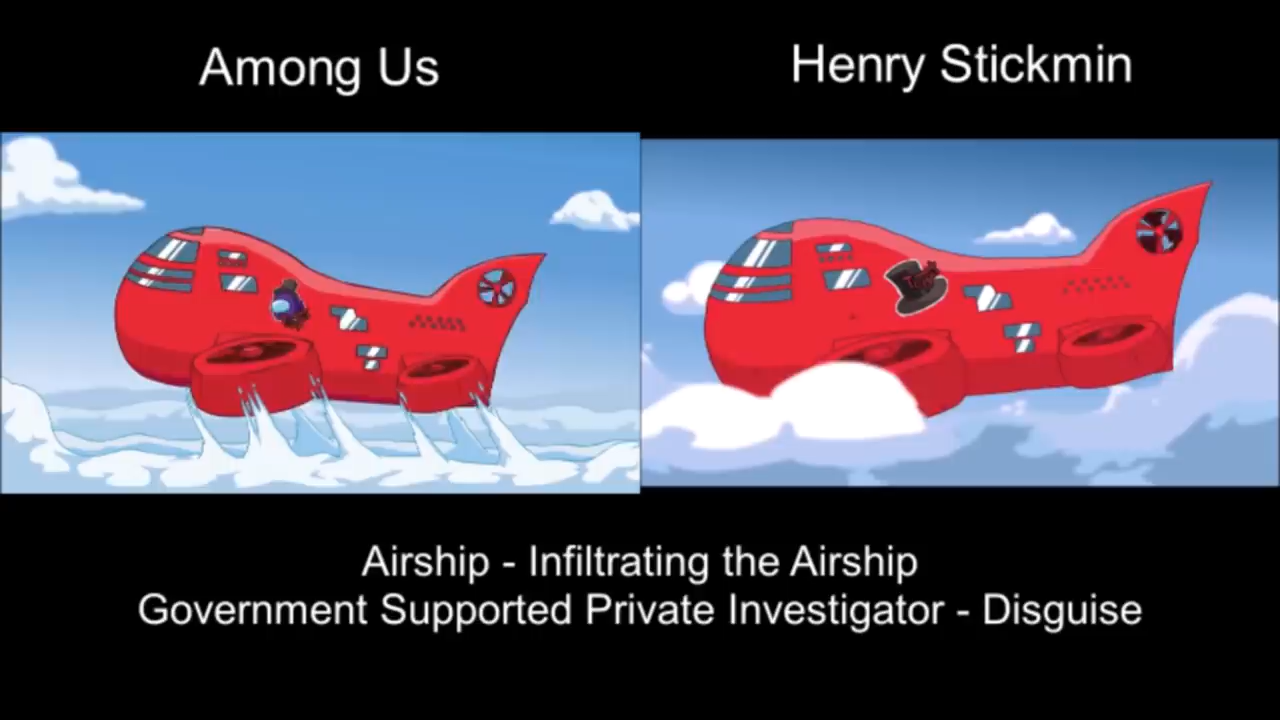 Among Us
Henry Stickmin
Airship - Infiltrating the Airship
Government Supported Private Investigator - Disguise